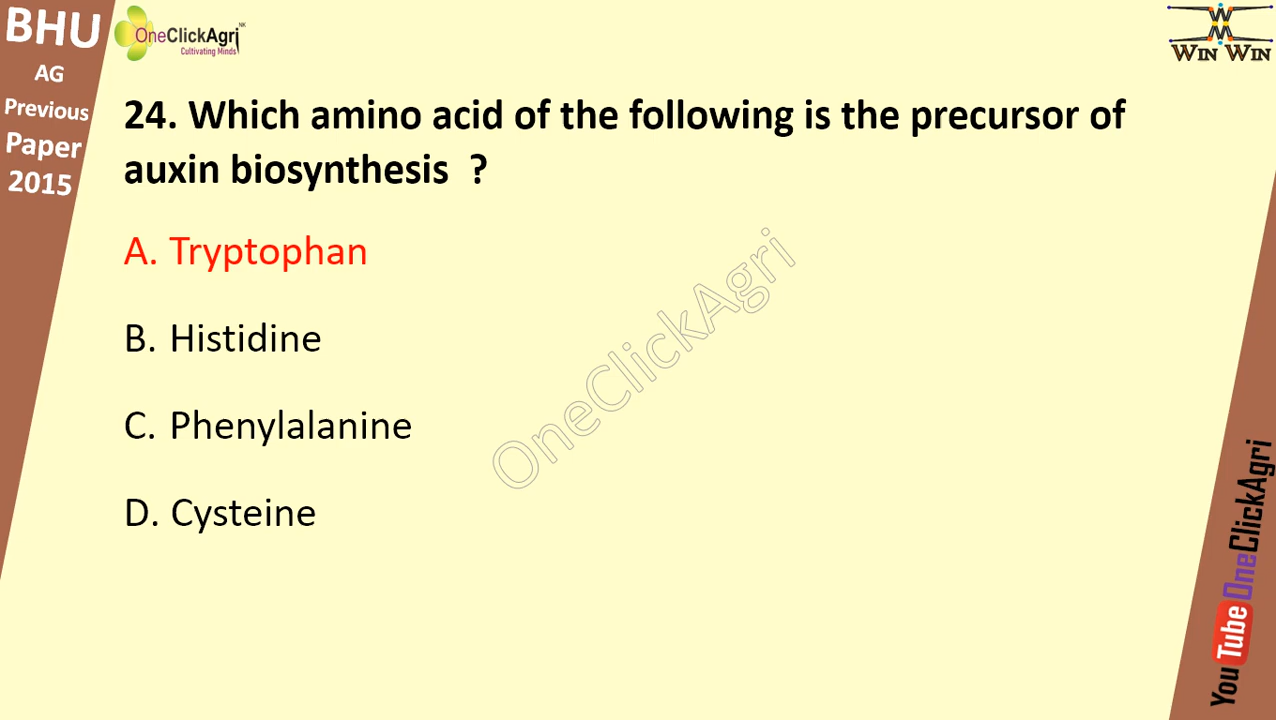 BHU
AG
Previous
Paper
2015
OneClickAgri NK
Cultivating Minds
WIN WIN
24. Which amino acid of the following is the precursor of
auxin biosynthesis ?
A. Tryptophan
B. Histidine
C. Phenylalanine
D. Cysteine
OneClickAgri
YouTube OneClickAgri